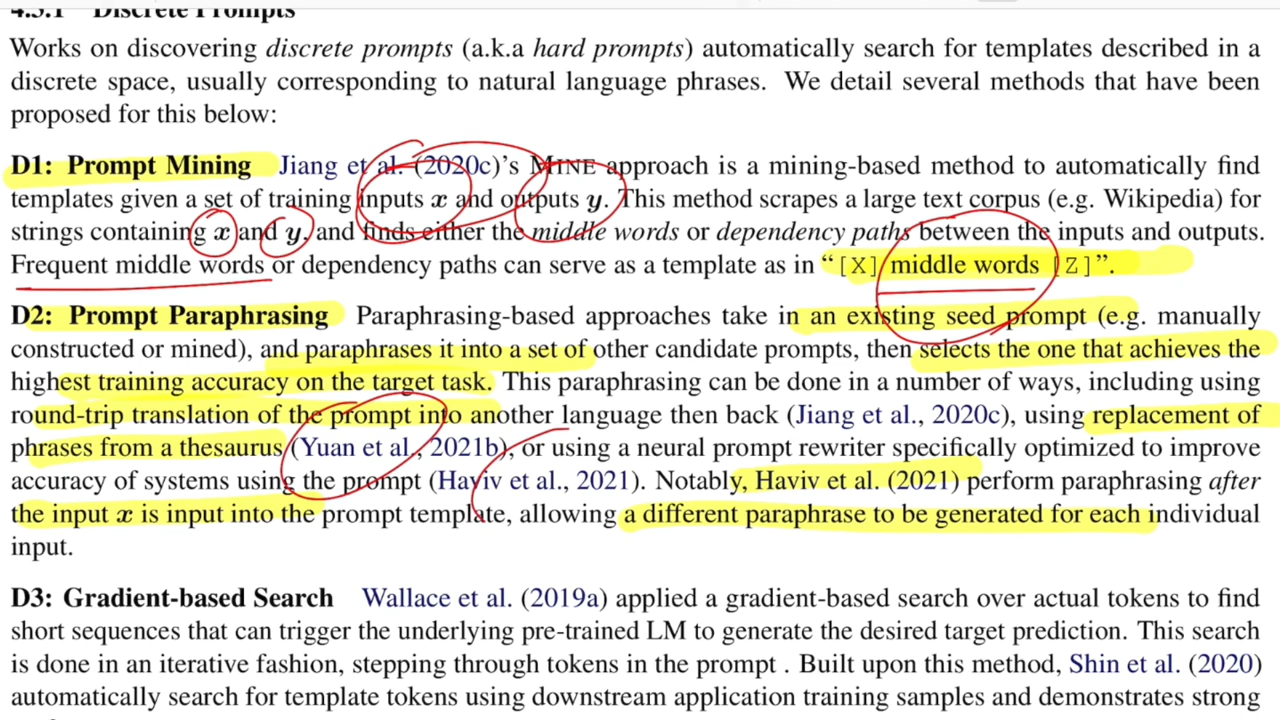 4.3.1 Discrete Prompts
Works on discovering discrete prompts (a.k.a hard prompts) automatically search for templates described in a
discrete space, usually corresponding to natural language phrases. We detail several methods that have been
proposed for this below:
D1: Prompt Mining Jiang et al. (2020c)'s MINE approach is a mining-based method to automatically find
templates given a set of training inputs x and outputs y. This method scrapes a large text corpus (e.g. Wikipedia) for
strings containing x and y, and finds either the middle words or dependency paths between the inputs and outputs.
Frequent middle words or dependency paths can serve as a template as in “[X] middle words [Z]”.
D2: Prompt Paraphrasing Paraphrasing-based approaches take in an existing seed prompt (e.g. manually
constructed or mined), and paraphrases it into a set of other candidate prompts, then selects the one that achieves the
highest training accuracy on the target task. This paraphrasing can be done in a number of ways, including using
round-trip translation of the prompt into another language then back (Jiang et al., 2020c), using replacement of
phrases from a thesaurus (Yuan et al., 2021b), or using a neural prompt rewriter specifically optimized to improve
accuracy of systems using the prompt (Haviv et al., 2021). Notably, Haviv et al. (2021) perform paraphrasing after
the input x is input into the prompt template, allowing a different paraphrase to be generated for each individual
input.
D3: Gradient-based Search Wallace et al. (2019a) applied a gradient-based search over actual tokens to find
short sequences that can trigger the underlying pre-trained LM to generate the desired target prediction. This search
is done in an iterative fashion, stepping through tokens in the prompt . Built upon this method, Shin et al. (2020)
automatically search for template tokens using downstream application training samples and demonstrates strong